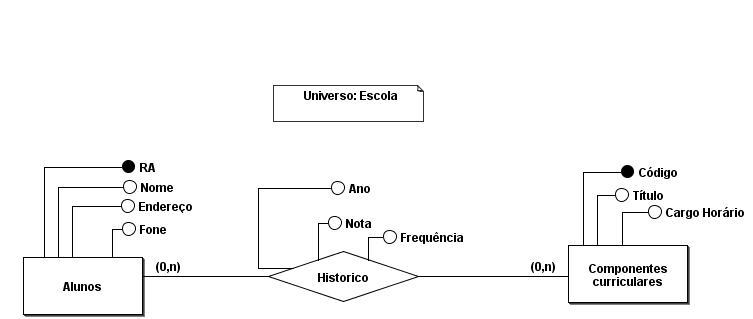 Universo: Escola
RA
Nome
Endereço
Fone
Ano
Nota
Frequência
Código
Título
Cargo Horário
(0,n)
(0,n)
Alunos
Historico
Componentes
curriculares